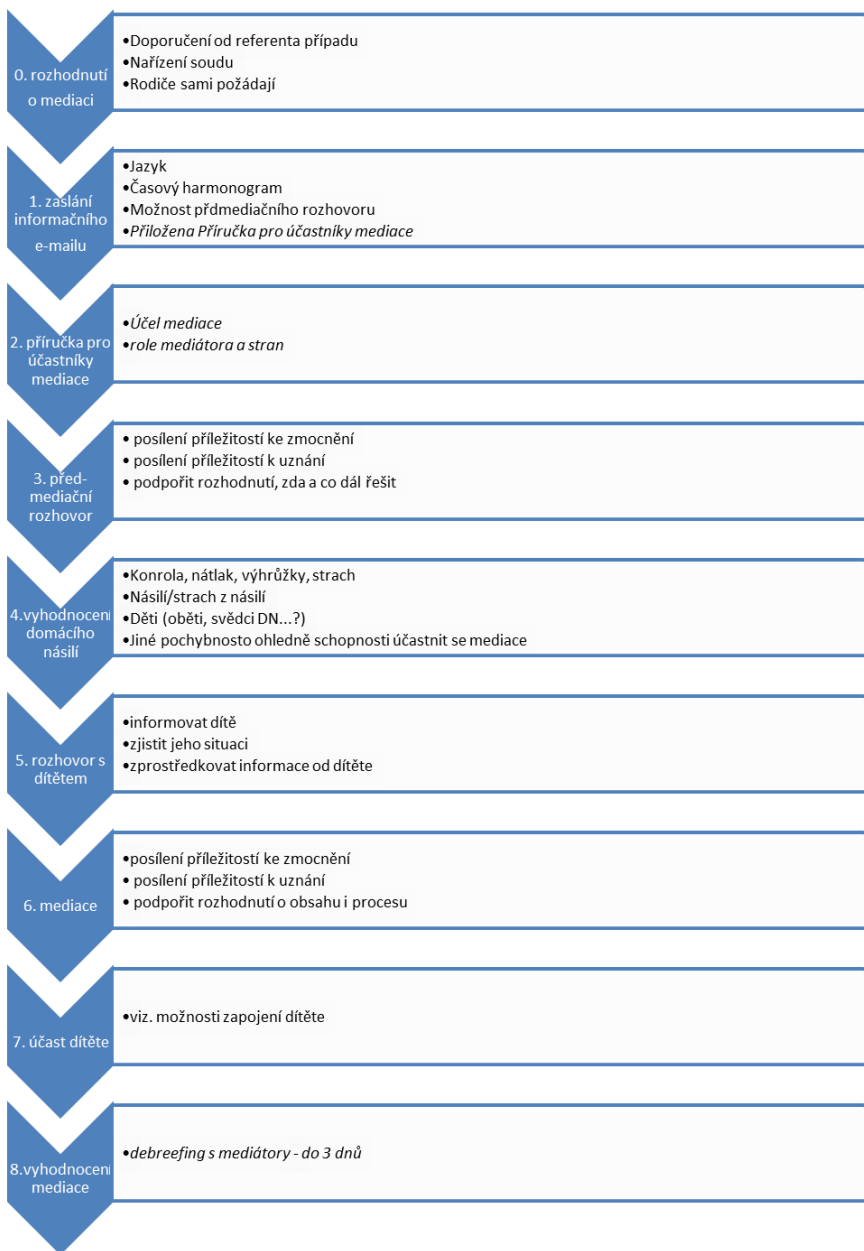 0. rozhodnutí
o mediaci
•Doporučení od referenta případu
•Nařízení soudu
•Rodiče sami požádají
1. zaslání
informačního
e-mailu
•Jazyk
•Časový harmonogram
•Možnost přdmediačního rozhovoru
•Přiložena Příručka pro účastníky mediace
2. příručka pro
účastníky
mediace
•Účel mediace
•role mediátora a stran
3. před-
mediační
rozhovor
• posílení příležitostí ke zmocnění
• posílení příležitostí k uznání
• podpořit rozhodnutí, zda a co dál řešit
4.vyhodnocení
domácího
násilí
•Konrola, nátlak, výhrůžky, strach
•Násilí/strach z násilí
•Děti (oběti, svědci DN...?)
•Jiné pochybnosto ohledně schopnosti účastnit se mediace
5. rozhovor s
dítětem
•informovat dítě
•zjistit jeho situaci
•zprostředkovat informace od dítěte
6. mediace
•posílení příležitostí ke zmocnění
• posílení příležitostí k uznání
• podpořit rozhodnutí o obsahu i procesu
7. účast dítěte
•viz. možnosti zapojení dítěte
8.vyhodnocení
mediace
•debreefing s mediátory - do 3 dnů